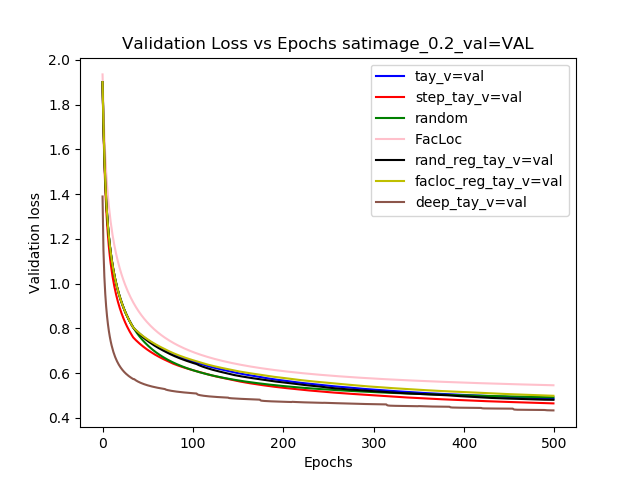 Validation Loss vs Epochs satimage_0.2_val=VAL
Validation loss
2.0
1.8
1.6
1.4
1.2
1.0
0.8
0.6
0.4
tay_v=val
step_tay_v=val
random
FacLoc
rand_reg_tay_v=val
facloc_reg_tay_v=val
deep_tay_v=val
0 100 200 300 400 500
Epochs